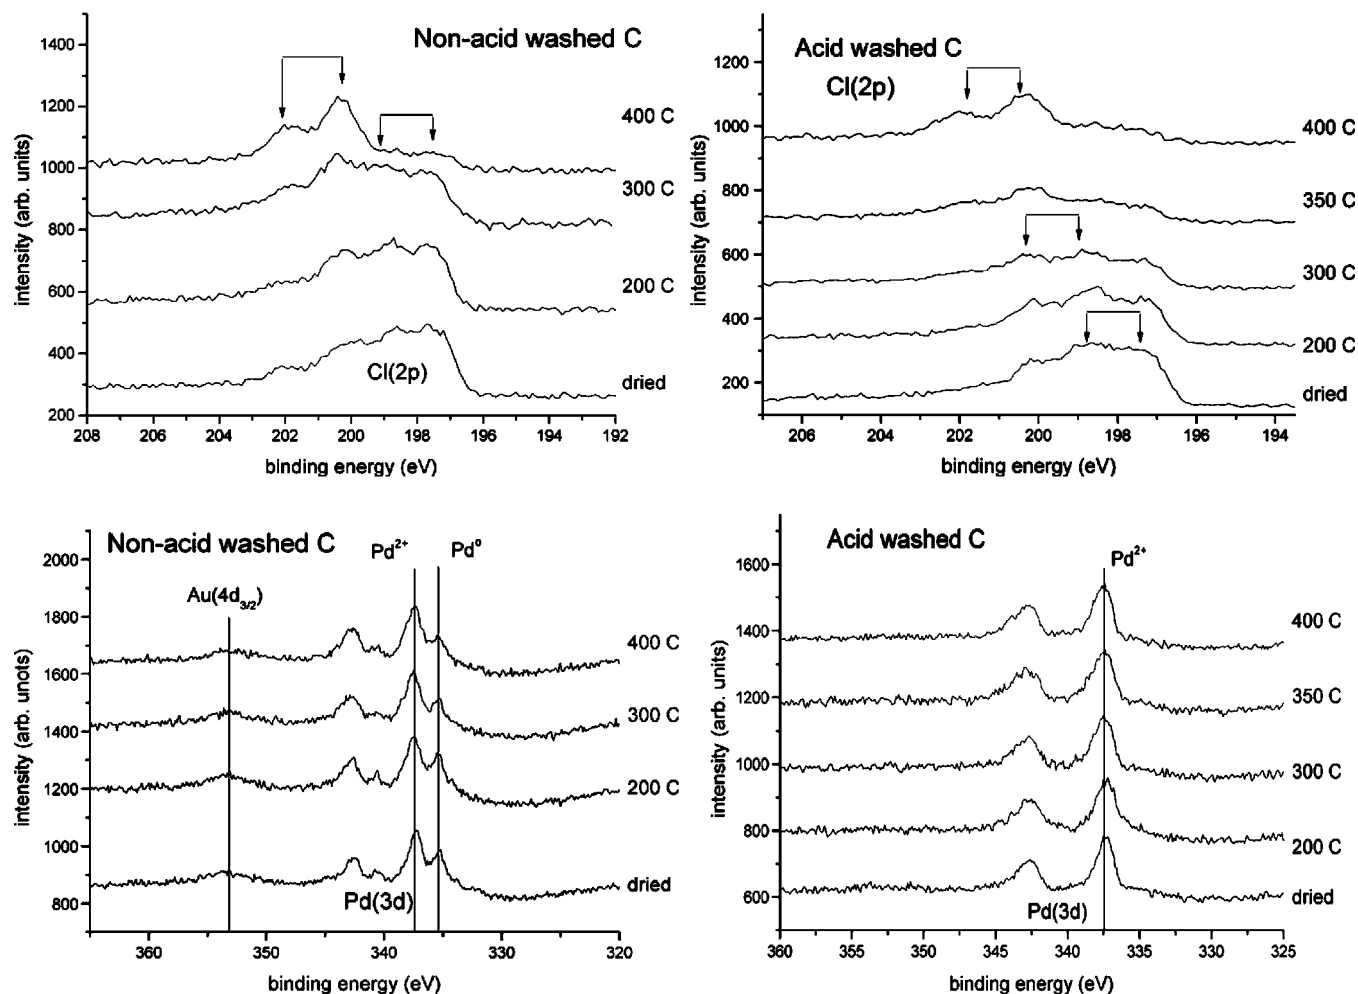 Non-acid washed C
1400
1200
1000
800
600
400
200
intensity (arb. units)
400 C
300 C
200 C
dried
Cl(2p)
208 206 204 202 200 198 196 194 192
binding energy (eV)
Acid washed C
Cl(2p)
1200
1000
800
600
400
200
intensity (arb. units)
400 C
350 C
300 C
200 C
dried
206 204 202 200 198 196 194
binding energy (eV)
Non-acid washed C
Pd²⁺
Pd⁰
Au(4d₃/₂)
2000
1800
1600
1400
1200
1000
800
intensity (arb. unots)
400 C
300 C
200 C
dried
Pd(3d)
360 350 340 330 320
binding energy (eV)
Acid washed C
Pd²⁺
1600
1400
1200
1000
800
600
intensity (arb. units)
400 C
350 C
300 C
200 C
dried
Pd(3d)
360 355 350 345 340 335 330 325
binding energy (eV)